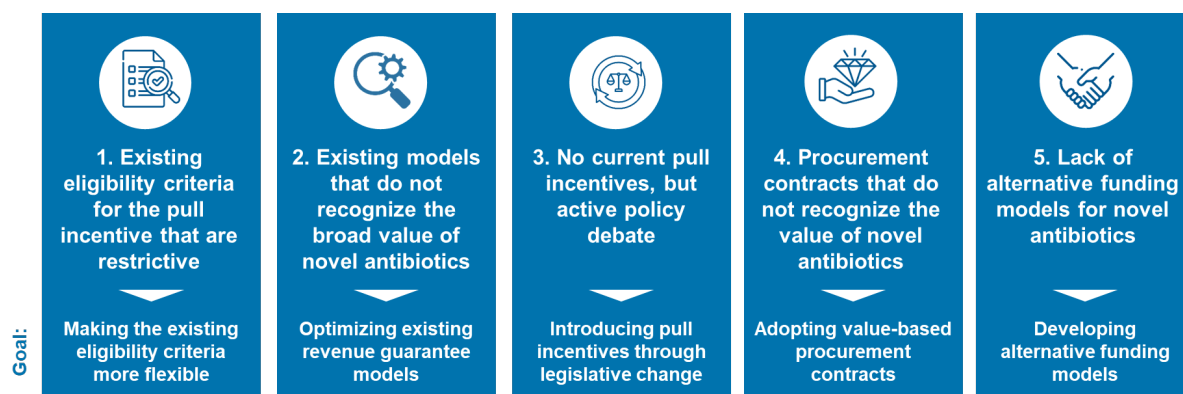 1. Existing
eligibility criteria
for the pull
incentive that are
restrictive
2. Existing models
that do not
recognize the
broad value of
novel antibiotics
3. No current pull
incentives, but
active policy
debate
4. Procurement
contracts that do
not recognize the
value of novel
antibiotics
5. Lack of
alternative funding
models for novel
antibiotics
Goal:
Making the existing
eligibility criteria
more flexible
Optimizing existing
revenue guarantee
models
Introducing pull
incentives through
legislative change
Adopting value-based
procurement
contracts
Developing
alternative funding
models